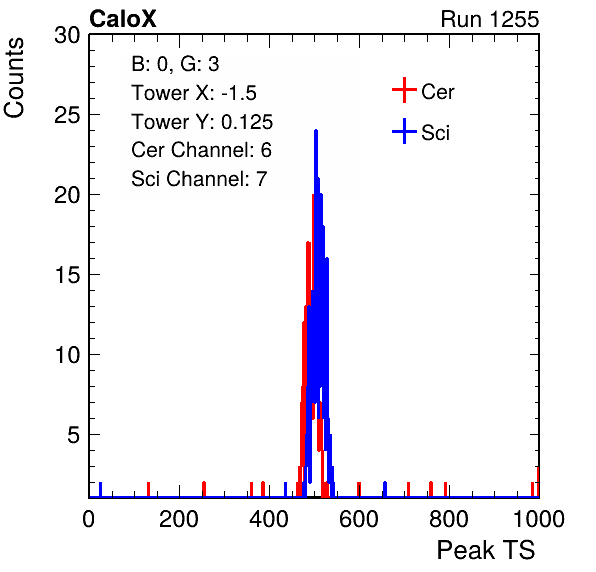 CaloX Run 1255
Counts
30
25
20
15
10
5
B: 0, G: 3
Tower X: -1.5
Tower Y: 0.125
Cer Channel: 6
Sci Channel: 7
Cer
Sci
0 200 400 600 800 1000
Peak TS